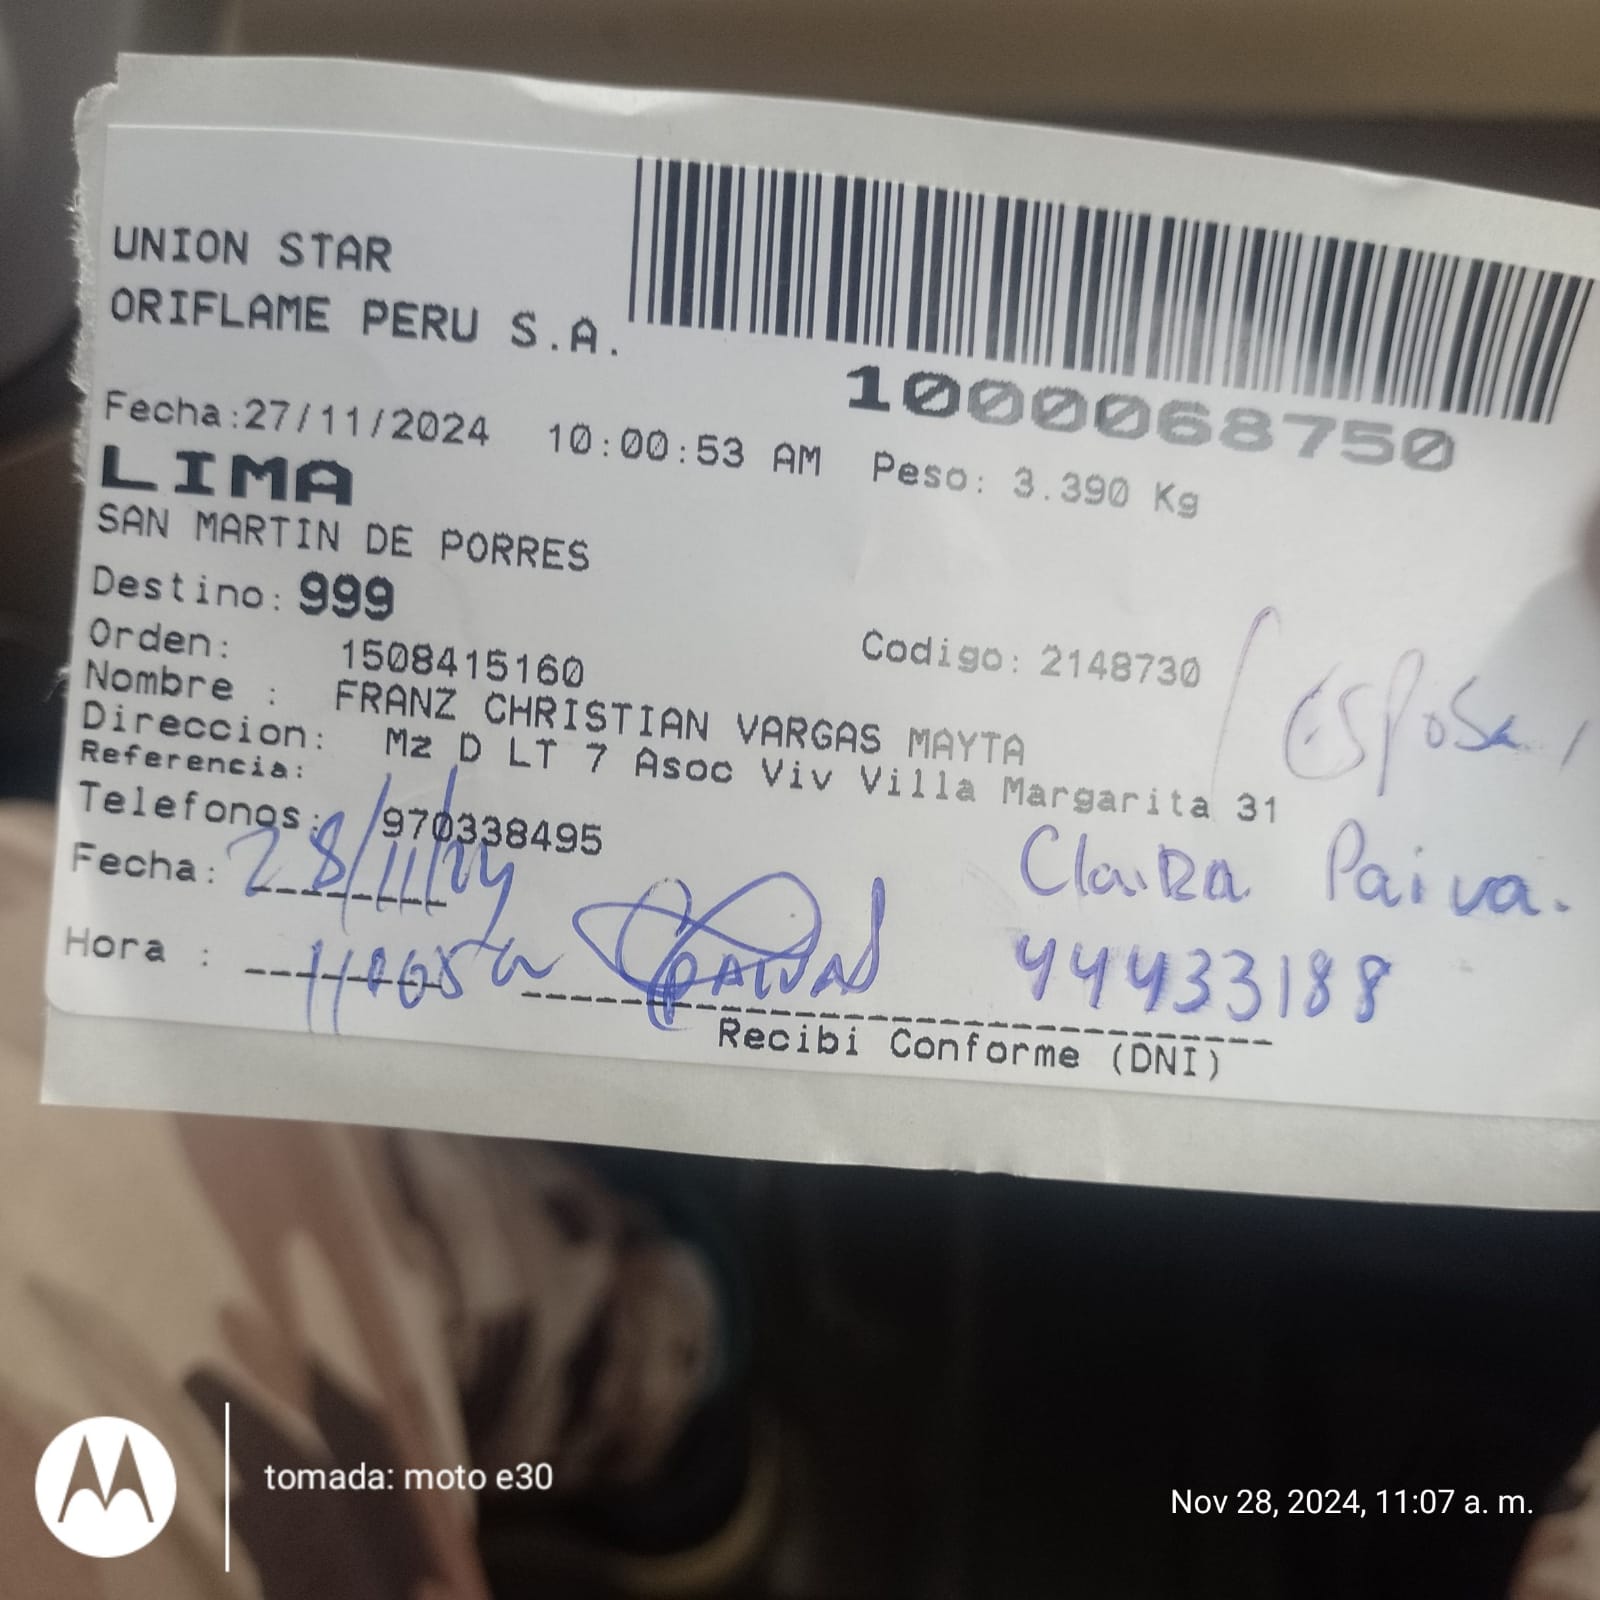 UNION STAR
ORIFLAME PERU S.A.
1000068750
Fecha:27/11/2024 10:00:53 AM Peso: 3.390 Kg
LIMA
SAN MARTIN DE PORRES
Destino: 999
Orden: 1508415160 Codigo: 2148730
Nombre : FRANZ CHRISTIAN VARGAS MAYTA
Esposa
Direccion: Mz D LT 7 Asoc Viv Villa Margarita 31
Referencia:
Telefonos: 970338495
Claira Paiva.
Fecha: 28/11/24
Hora : 11:05 a
CPAIVA
44433188
Recibi Conforme (DNI)
tomada: moto e30
Nov 28, 2024, 11:07 a. m.